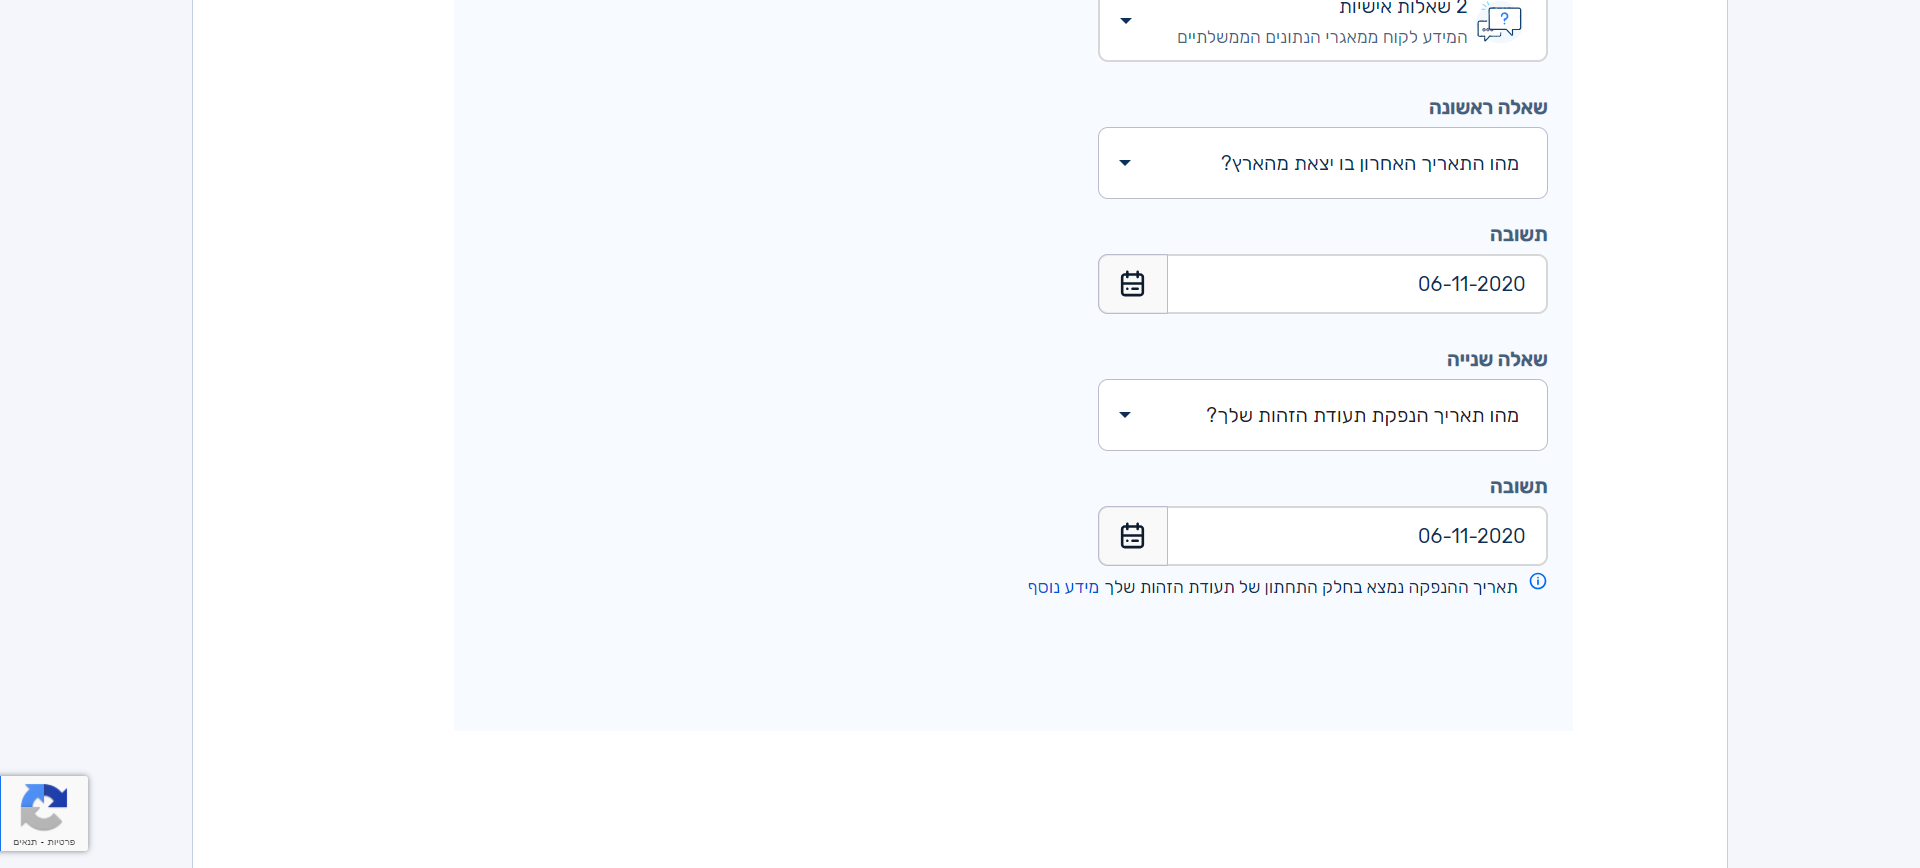 2 שאלות אישיות
המידע לקוח ממאגרי הנתונים הממשלתיים
שאלה ראשונה
מהו התאריך האחרון בו יצאת מהארץ?
תשובה
06-11-2020
שאלה שנייה
מהו תאריך הנפקת תעודת הזהות שלך?
תשובה
06-11-2020
תאריך ההנפקה נמצא בחלק התחתון של תעודת הזהות שלך מידע נוסף
פרטיות - תנאים